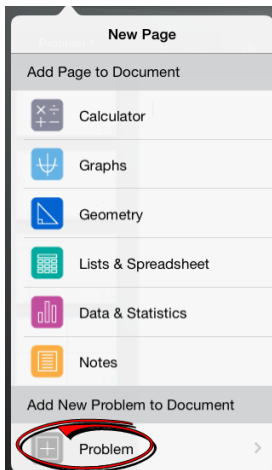 New Page
Add Page to Document
Calculator
Graphs
Geometry
Lists & Spreadsheet
Data & Statistics
Notes
Add New Problem to Document
Problem